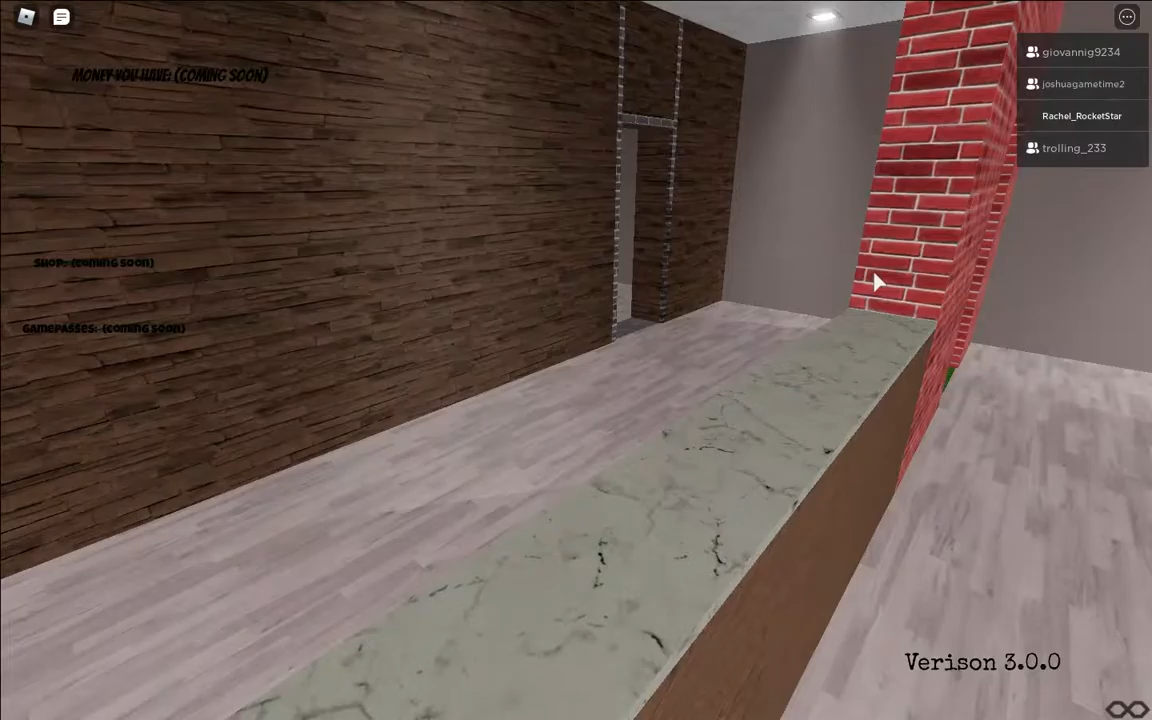 MONEY YOU HAVE: (COMING SOON)
giovannig9234
joshuagametime2
Rachel_RocketStar
trolling_233
SHOP: (COMING SOON)
GAMEPASSES: (COMING SOON)
Verison 3.0.0